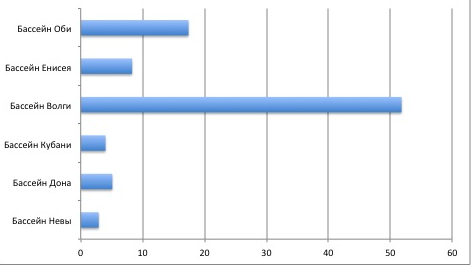 Бассейн Оби
Бассейн Енисея
Бассейн Волги
Бассейн Кубани
Бассейн Дона
Бассейн Невы
0 10 20 30 40 50 60